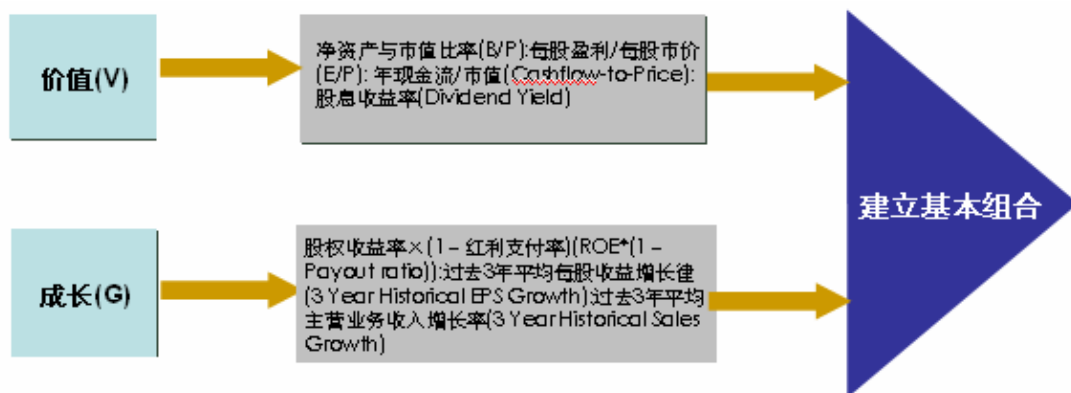 价值(V)
净资产与市值比率(B/P):每股盈利/每股市价
(E/P): 年现金流/市值(Cashflow-to-Price):
股息收益率(Dividend Yield)
建立基本组合
成长(G)
股权收益率×(1-红利支付率)(ROE*(1-
Payout ratio)):过去3年平均每股收益增长律
(3 Year Historical EPS Growth):过去3年平均
主营业务收入增长率(3 Year Historical Sales
Growth)